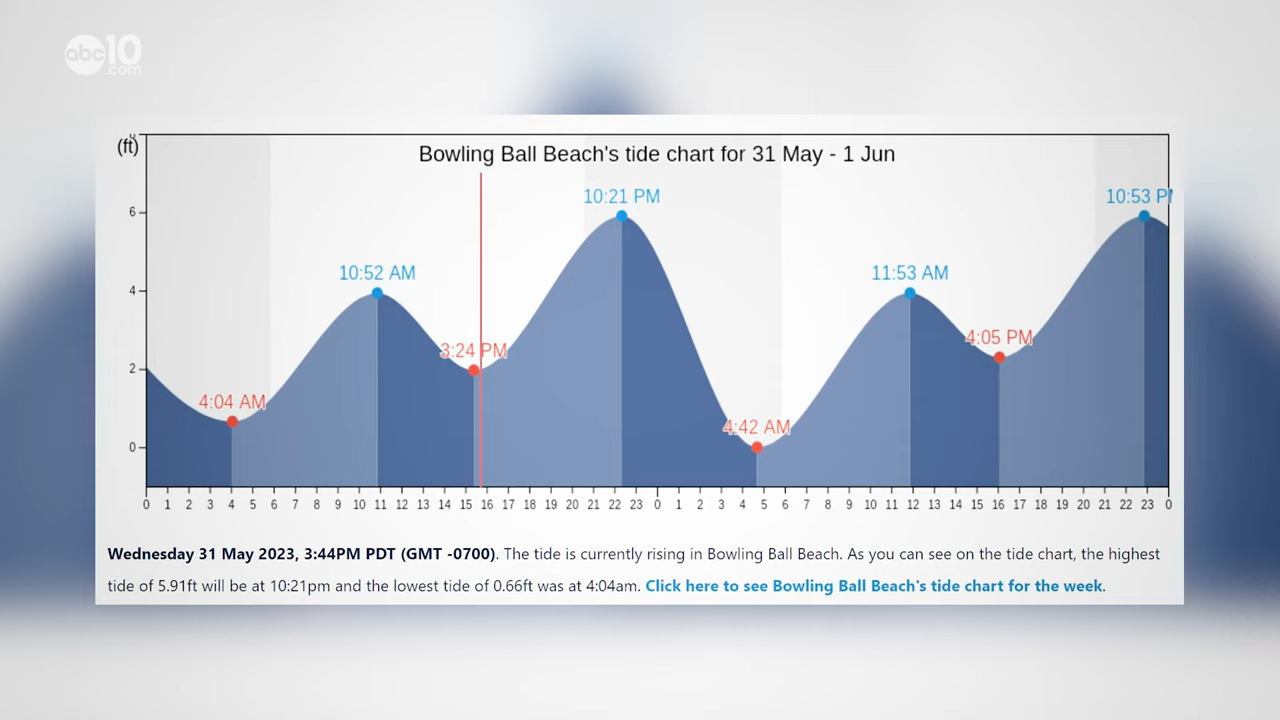 abc10
.com
(ft)
Bowling Ball Beach's tide chart for 31 May - 1 Jun
10:21 PM
10:53 PM
6
10:52 AM
11:53 AM
4
3:24 PM
4:05 PM
2
4:04 AM
4:42 AM
0
0 1 2 3 4 5 6 7 8 9 10 11 12 13 14 15 16 17 18 19 20 21 22 23 0 1 2 3 4 5 6 7 8 9 10 11 12 13 14 15 16 17 18 19 20 21 22 23 0
Wednesday 31 May 2023, 3:44PM PDT (GMT -0700). The tide is currently rising in Bowling Ball Beach. As you can see on the tide chart, the highest
tide of 5.91ft will be at 10:21pm and the lowest tide of 0.66ft was at 4:04am. Click here to see Bowling Ball Beach's tide chart for the week.